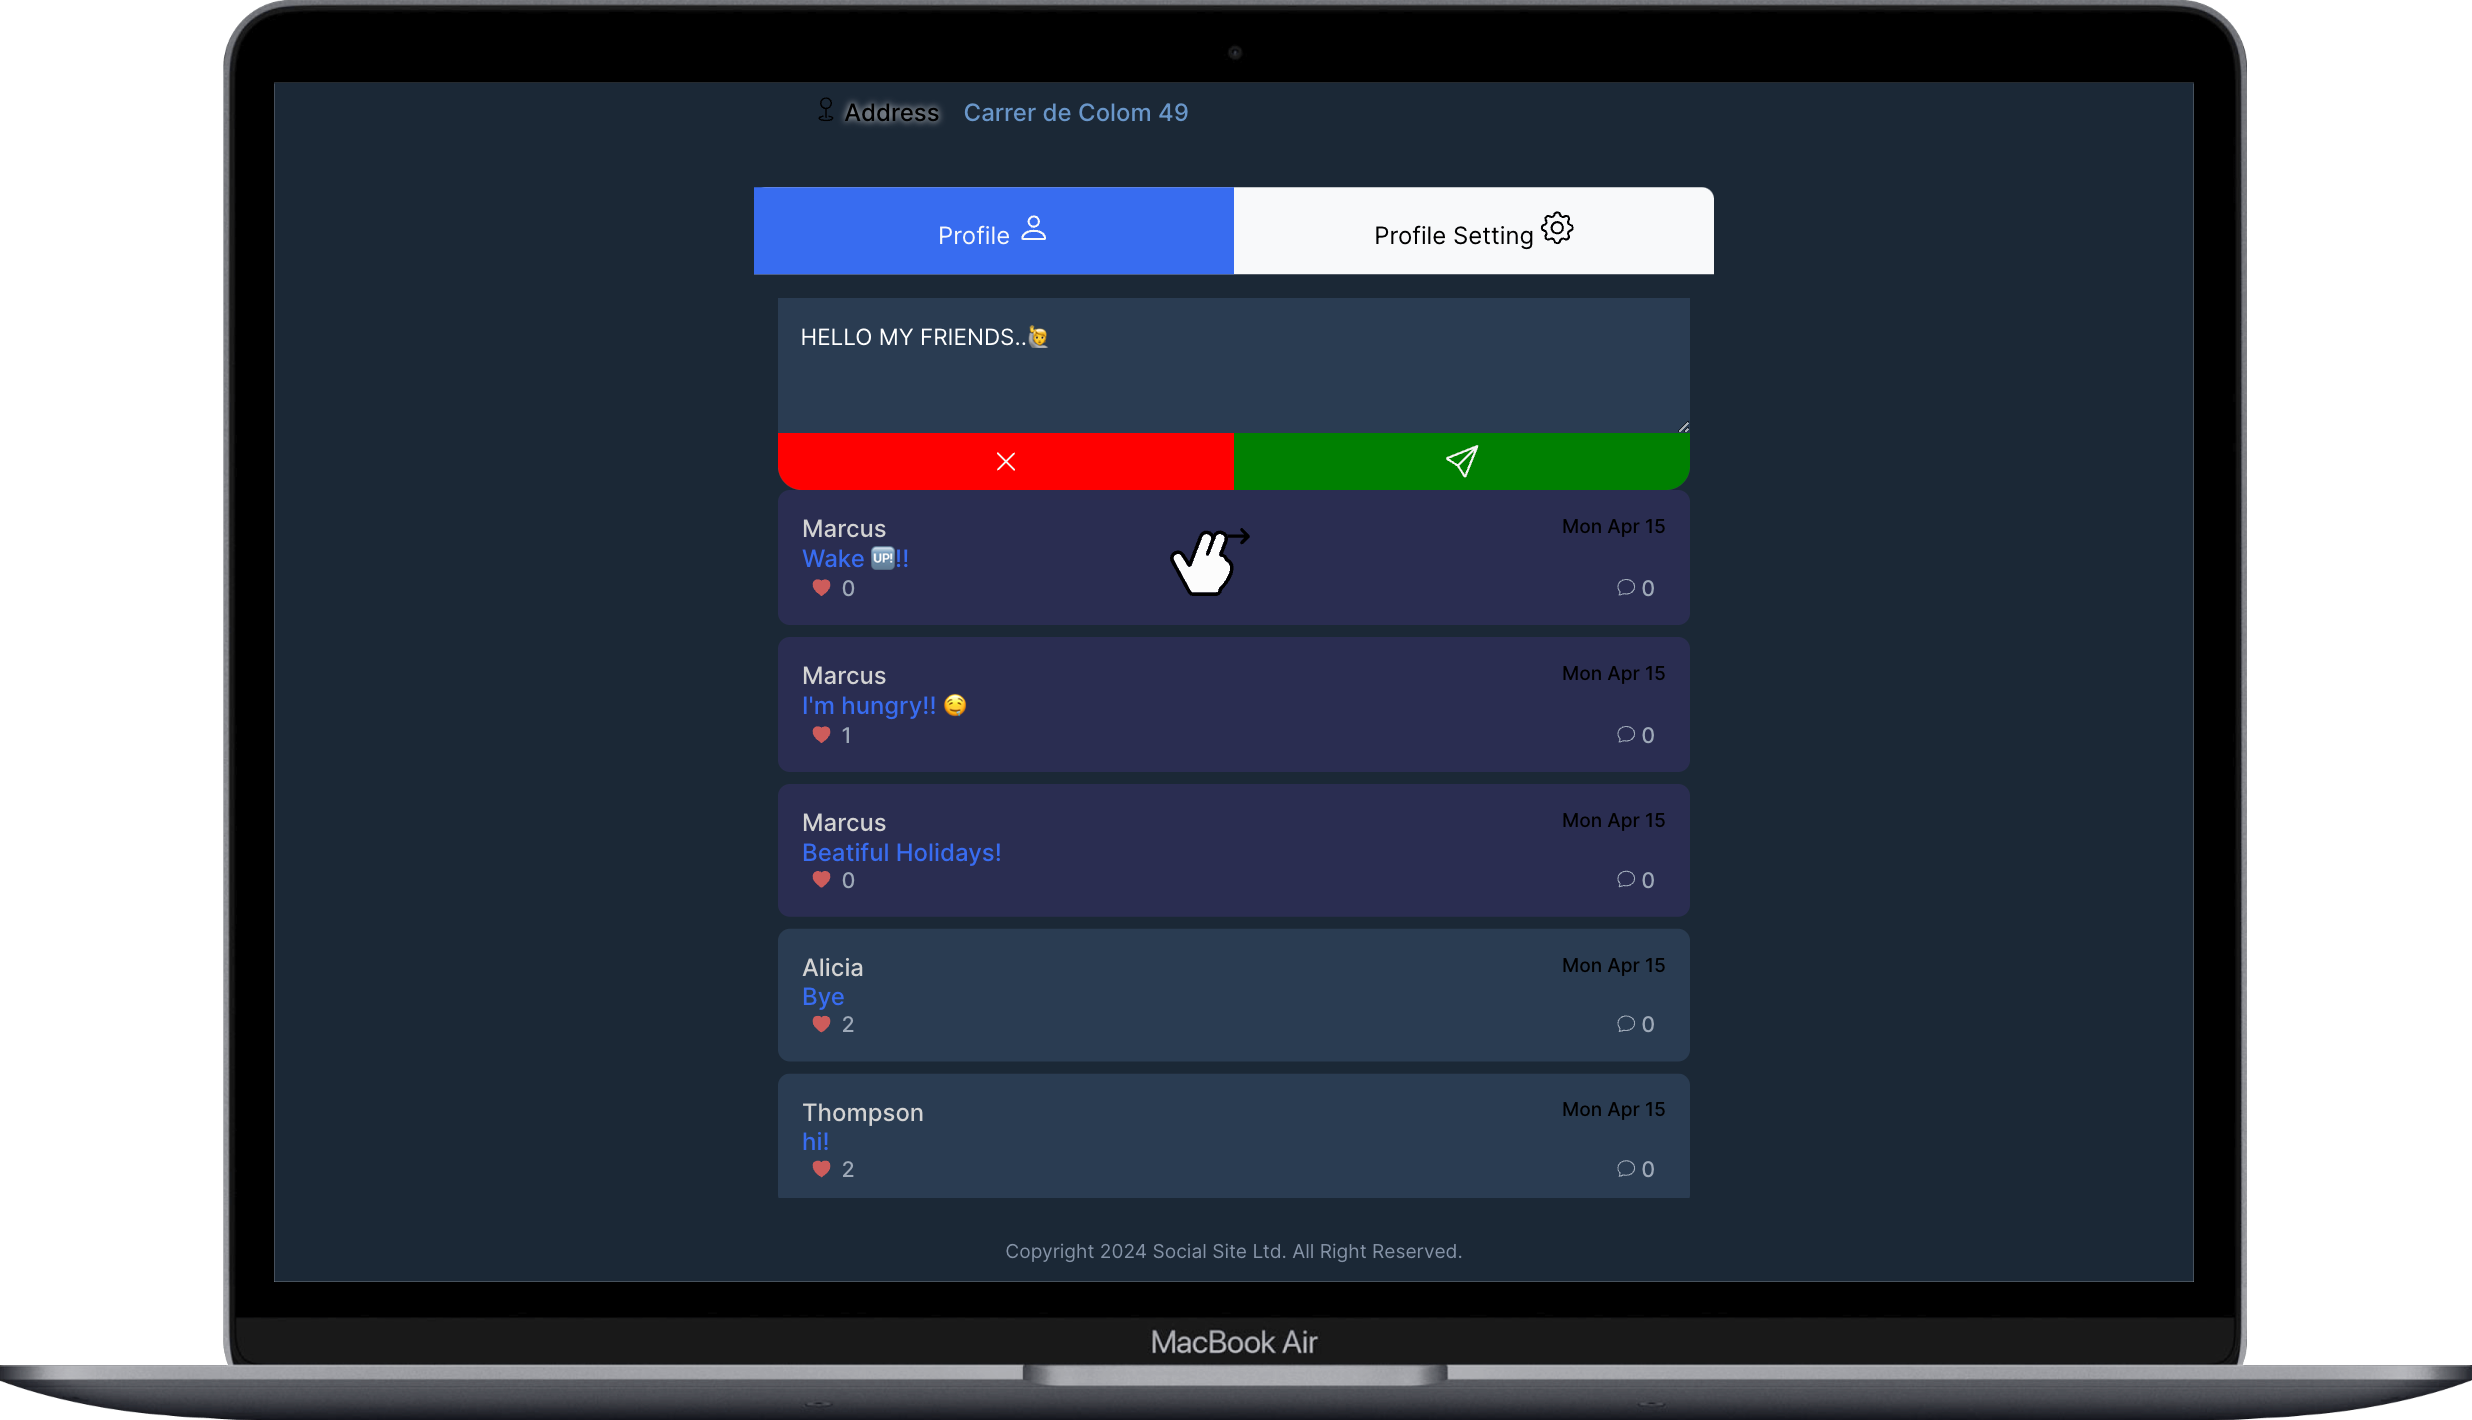 Address Carrer de Colom 49
Profile Profile Setting
HELLO MY FRIENDS..🙋
Marcus Mon Apr 15
Wake 🆙!!
0 0
Marcus Mon Apr 15
I'm hungry!! 🤤
1 0
Marcus Mon Apr 15
Beatiful Holidays!
0 0
Alicia Mon Apr 15
Bye
2 0
Thompson Mon Apr 15
hi!
2 0
Copyright 2024 Social Site Ltd. All Right Reserved.
MacBook Air